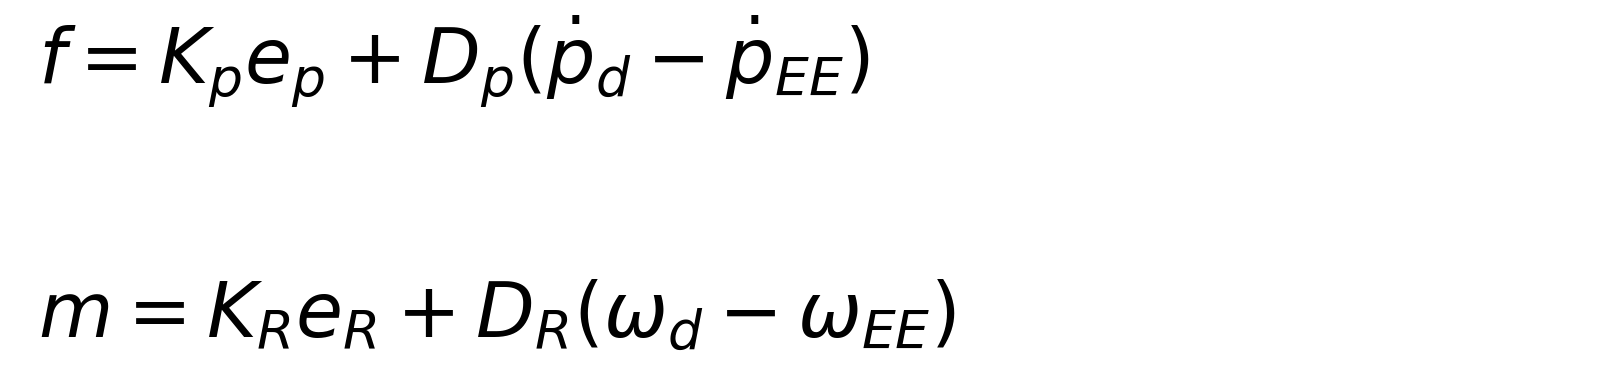 f = K_p e_p + D_p(ṗ_d − ṗ_EE)
m = K_R e_R + D_R(ω_d − ω_EE)